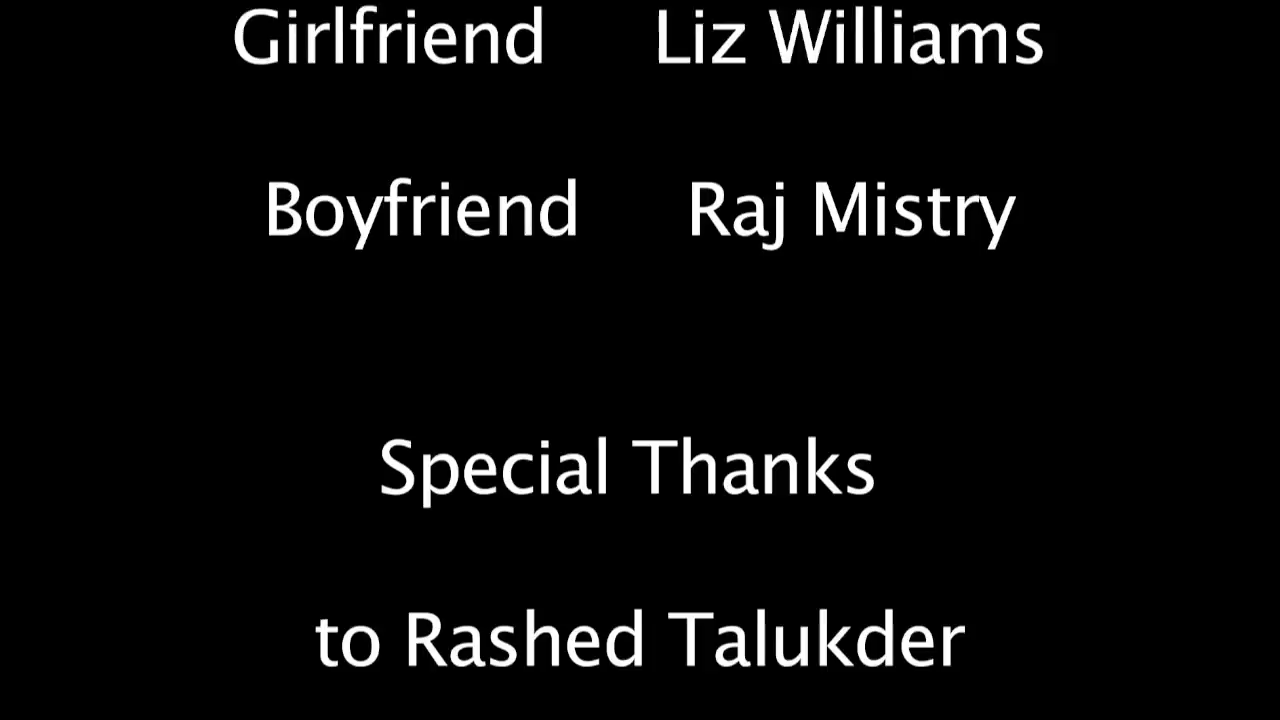 Girlfriend Liz Williams
Boyfriend Raj Mistry
Special Thanks
to Rashed Talukder